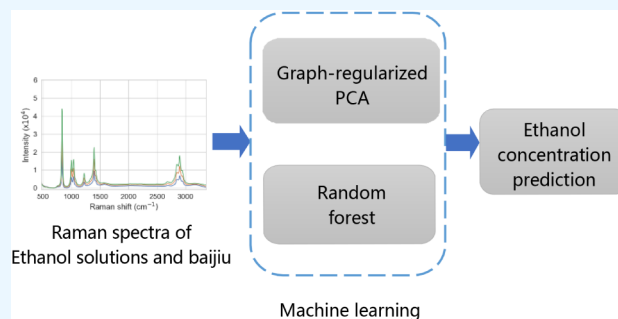 Intensity (x10⁴)
6
5
4
3
2
1
0
500 1000 1500 2000 2500 3000
Raman shift (cm⁻¹)
Raman spectra of
Ethanol solutions and baijiu
Graph-regularized
PCA
Random
forest
Machine learning
Ethanol
concentration
prediction